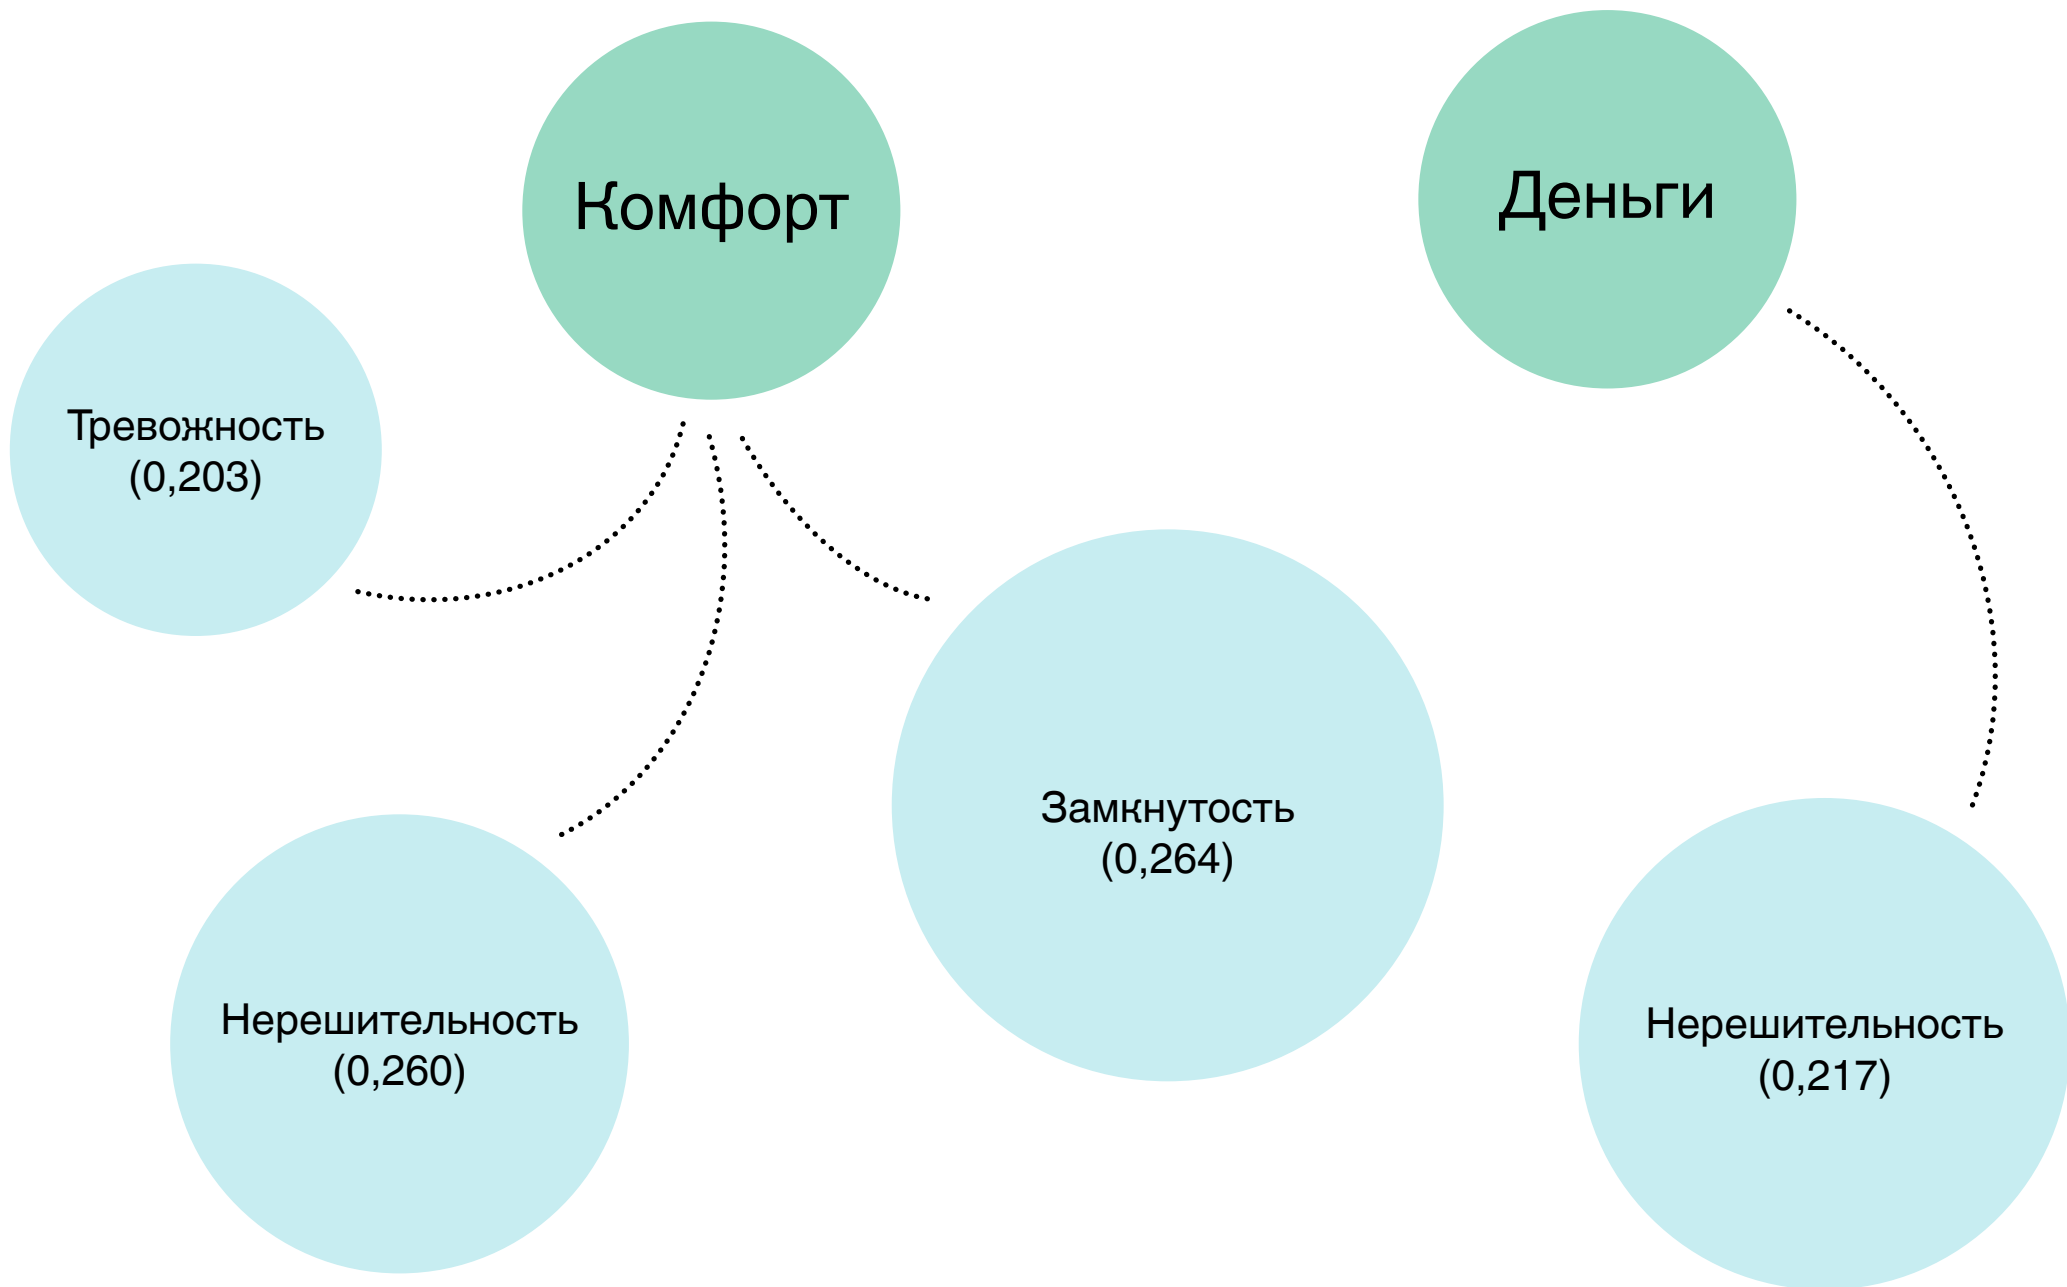 Комфорт
Деньги
Тревожность
(0,203)
Замкнутость
(0,264)
Нерешительность
(0,260)
Нерешительность
(0,217)